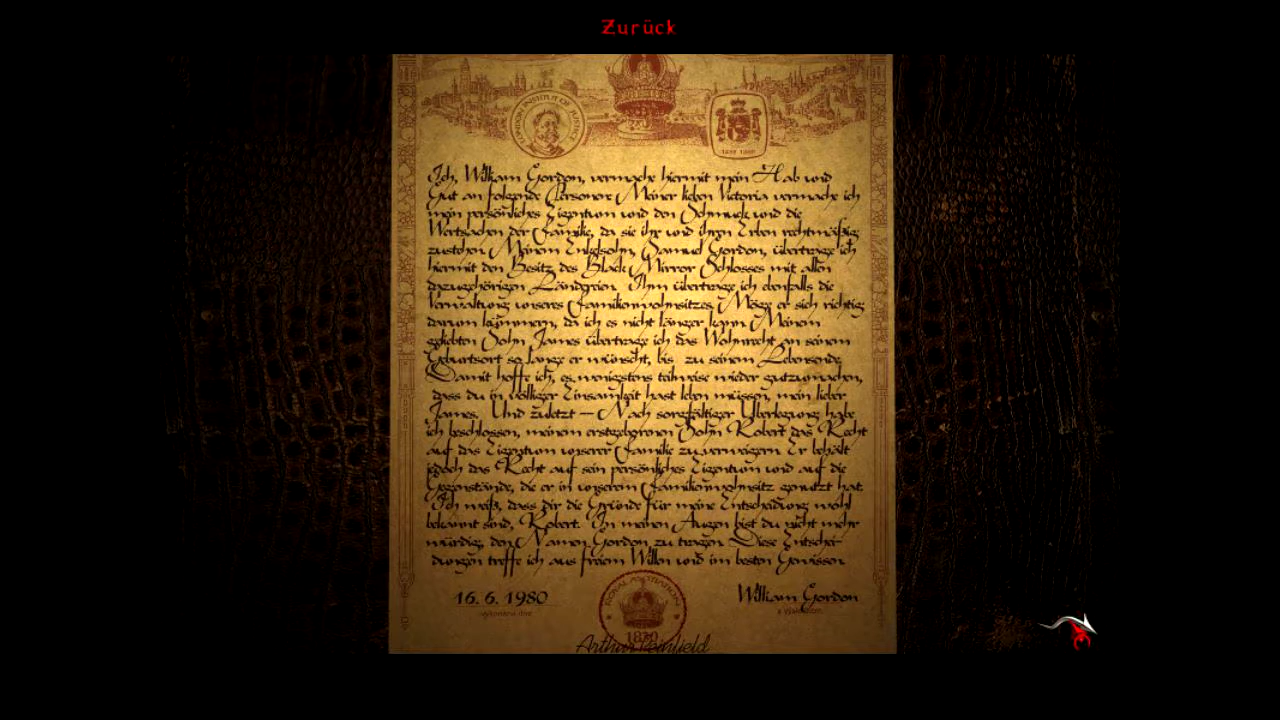 Zurück
LONDON INSTITUT OF JUSTICE
Ich, William Gordon, vermache hiermit mein Hab und
Gut an folgende Personen: Meiner lieben Victoria vermache ich
mein persönliches Eigentum und den Schmuck und die
Wertsachen der Familie, da sie ihr und ihren Erben rechtmäßig
zustehen. Meinem Enkelsohn, Samuel Gordon, übertrage ich
hiermit den Besitz des Black Mirror Schlosses mit allen
dazugehörigen Ländereien. Ihm übertrage ich ebenfalls die
Verwaltung unseres Familienwohnsitzes. Möge er sich richtig
darum kümmern, da ich es nicht länger kann. Meinem
geliebten Sohn James übertrage ich das Wohnrecht an seinem
Geburtsort so lange er wünscht, bis zu seinem Lebensende.
Damit hoffe ich, es wenigstens teilweise wieder gutzumachen,
dass du in völliger Einsamkeit hast leben müssen, mein lieber
James. Und zuletzt - Nach sorgfältiger Überlegung habe
ich beschlossen, meinem erstgeborenen Sohn Robert das Recht
auf das Eigentum unserer Familie zu verweigern. Er behält
jedoch das Recht auf sein persönliches Eigentum und auf die
Gegenstände, die er in unserem Familienwohnsitz genutzt hat.
Ich weiß, dass dir die Gründe für meine Entscheidung wohl
bekannt sind, Robert. In meinen Augen bist du nicht mehr
würdig, den Namen Gordon zu tragen. Diese Entschei-
dungen treffe ich aus freiem Willen und im besten Gewissen.
16. 6. 1980
William Gordon
ROYAL
1830
Arthur